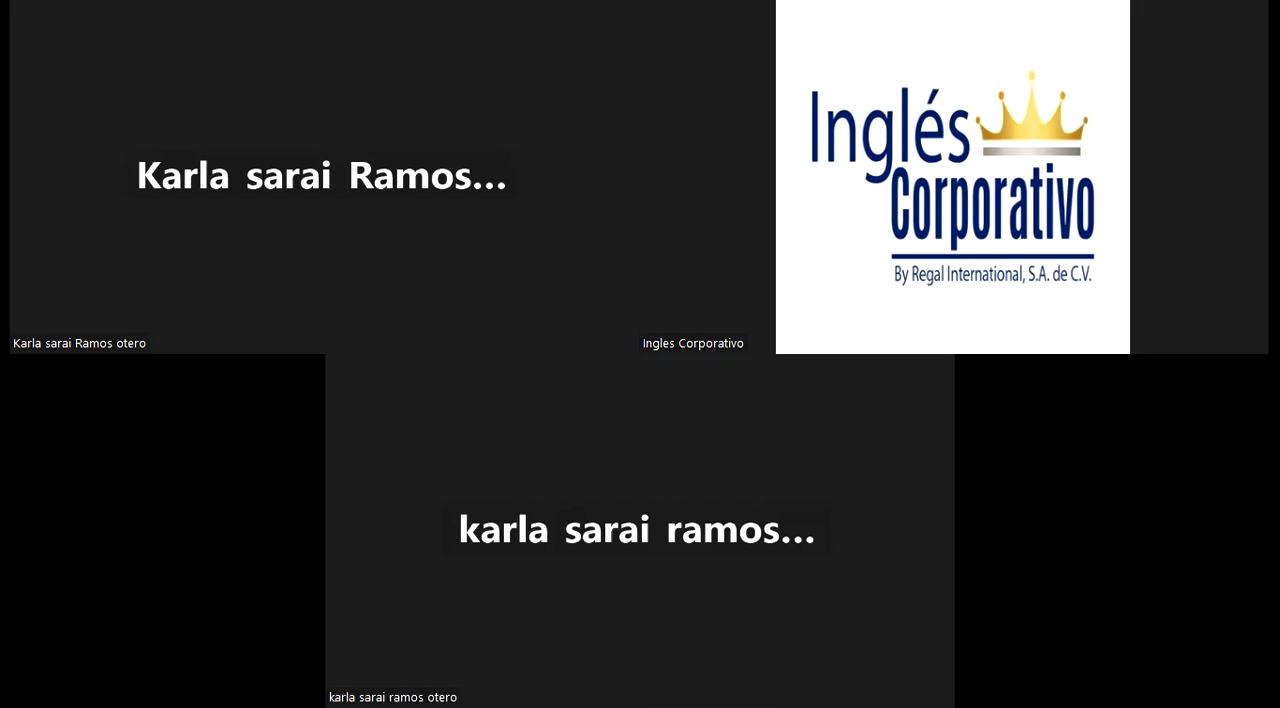 Karla sarai Ramos...
Karla sarai Ramos otero
Inglés
Corporativo
By Regal International, S.A. de C.V.
Ingles Corporativo
karla sarai ramos...
karla sarai ramos otero